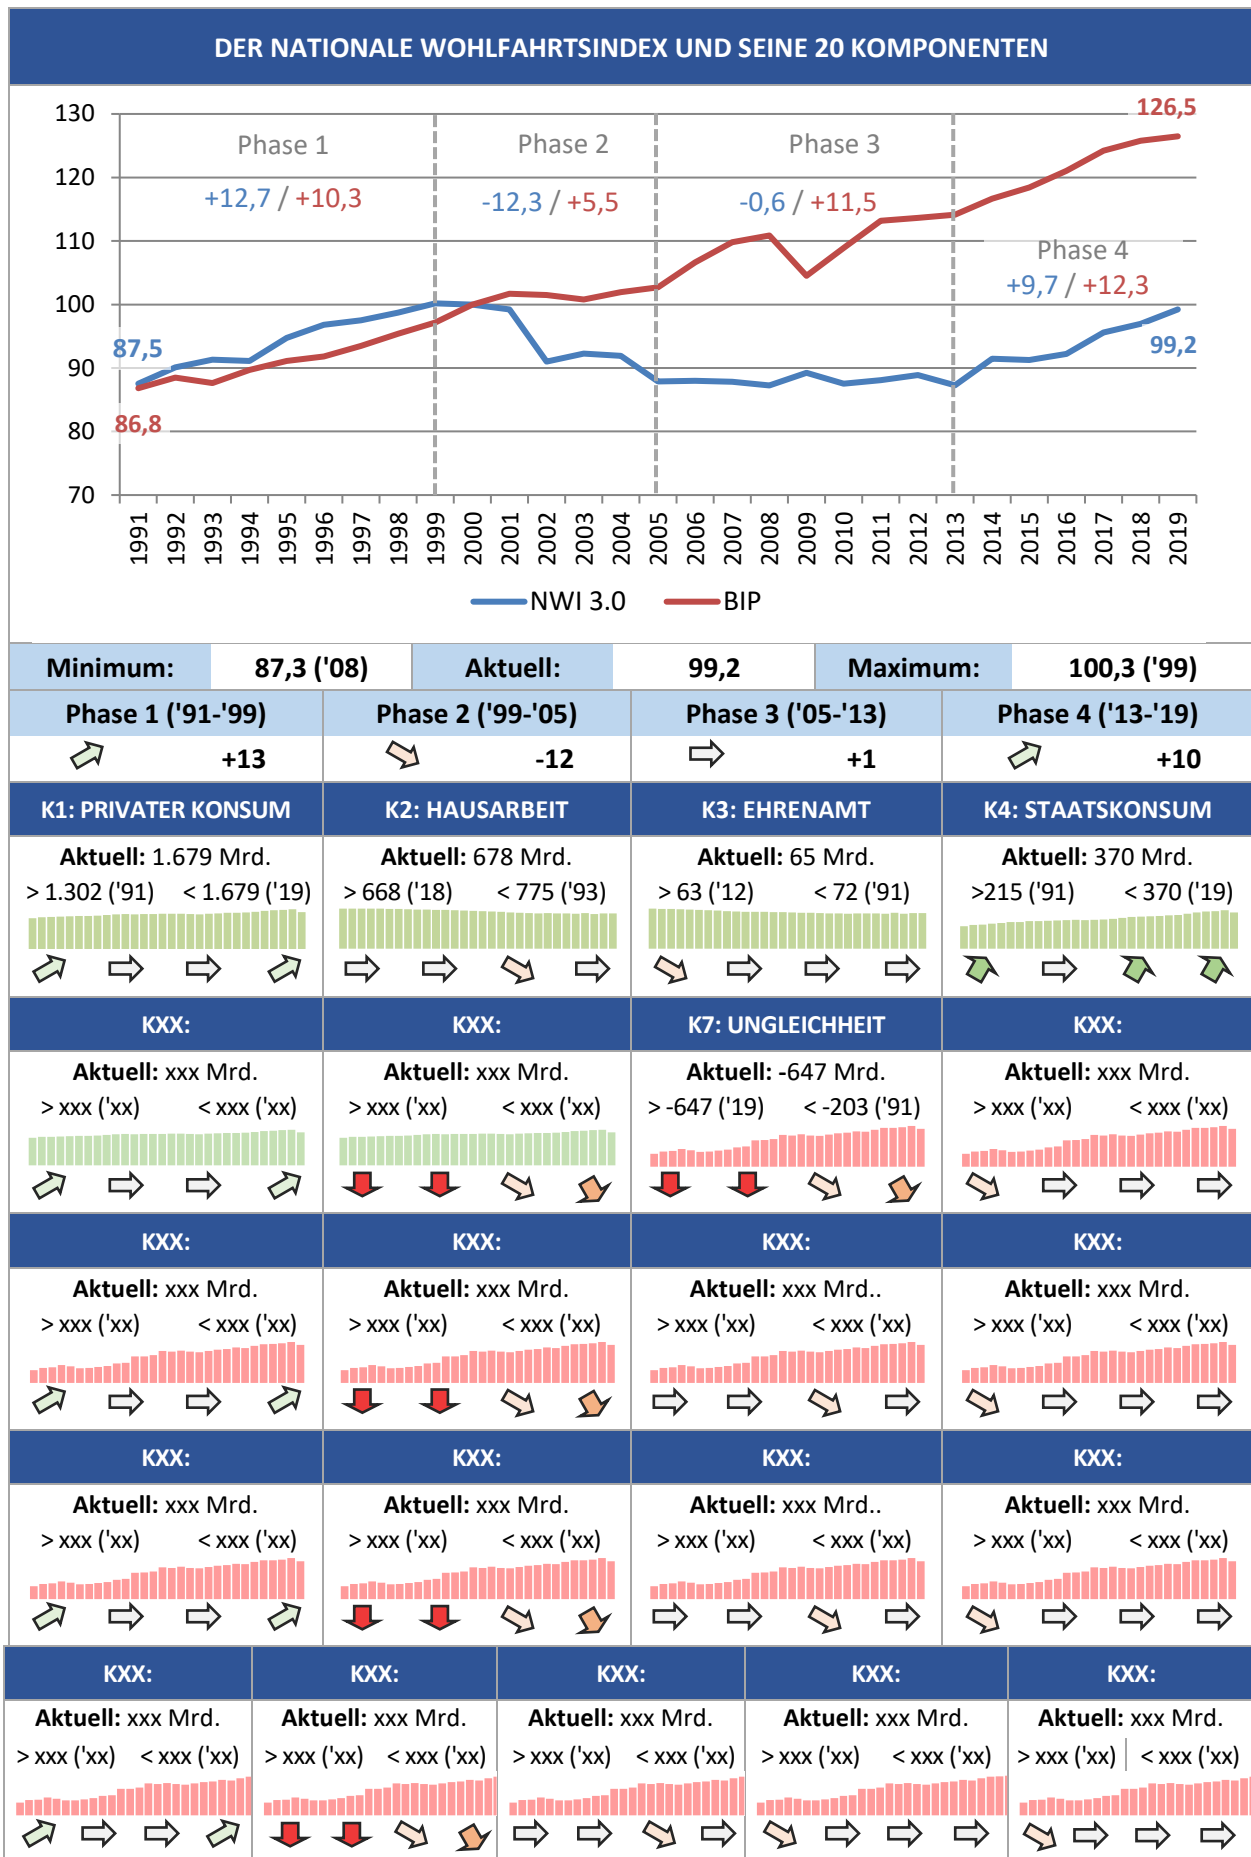 DER NATIONALE WOHLFAHRTSINDEX UND SEINE 20 KOMPONENTEN
130
120
110
100
90
80
70
Phase 1
+12,7 / +10,3
Phase 2
-12,3 / +5,5
Phase 3
-0,6 / +11,5
Phase 4
+9,7 / +12,3
126,5
87,5
86,8
99,2
1991 1992 1993 1994 1995 1996 1997 1998 1999 2000 2001 2002 2003 2004 2005 2006 2007 2008 2009 2010 2011 2012 2013 2014 2015 2016 2017 2018 2019
NWI 3.0 BIP
Minimum: 87,3 ('08) Aktuell: 99,2 Maximum: 100,3 ('99)
Phase 1 ('91-'99) Phase 2 ('99-'05) Phase 3 ('05-'13) Phase 4 ('13-'19)
+13 -12 +1 +10
K1: PRIVATER KONSUM K2: HAUSARBEIT K3: EHRENAMT K4: STAATSKONSUM
Aktuell: 1.679 Mrd. Aktuell: 678 Mrd. Aktuell: 65 Mrd. Aktuell: 370 Mrd.
> 1.302 ('91) < 1.679 ('19) > 668 ('18) < 775 ('93) > 63 ('12) < 72 ('91) >215 ('91) < 370 ('19)
KXX: KXX: K7: UNGLEICHHEIT KXX:
Aktuell: xxx Mrd. Aktuell: xxx Mrd. Aktuell: -647 Mrd. Aktuell: xxx Mrd.
> xxx ('xx) < xxx ('xx) > xxx ('xx) < xxx ('xx) > -647 ('19) < -203 ('91) > xxx ('xx) < xxx ('xx)
KXX: KXX: KXX: KXX:
Aktuell: xxx Mrd. Aktuell: xxx Mrd. Aktuell: xxx Mrd.. Aktuell: xxx Mrd.
> xxx ('xx) < xxx ('xx) > xxx ('xx) < xxx ('xx) > xxx ('xx) < xxx ('xx) > xxx ('xx) < xxx ('xx)
KXX: KXX: KXX: KXX:
Aktuell: xxx Mrd. Aktuell: xxx Mrd. Aktuell: xxx Mrd.. Aktuell: xxx Mrd.
> xxx ('xx) < xxx ('xx) > xxx ('xx) < xxx ('xx) > xxx ('xx) < xxx ('xx) > xxx ('xx) < xxx ('xx)
KXX: KXX: KXX: KXX: KXX:
Aktuell: xxx Mrd. Aktuell: xxx Mrd. Aktuell: xxx Mrd. Aktuell: xxx Mrd. Aktuell: xxx Mrd.
> xxx ('xx) < xxx ('xx) > xxx ('xx) < xxx ('xx) > xxx ('xx) < xxx ('xx) > xxx ('xx) < xxx ('xx) > xxx ('xx) < xxx ('xx)